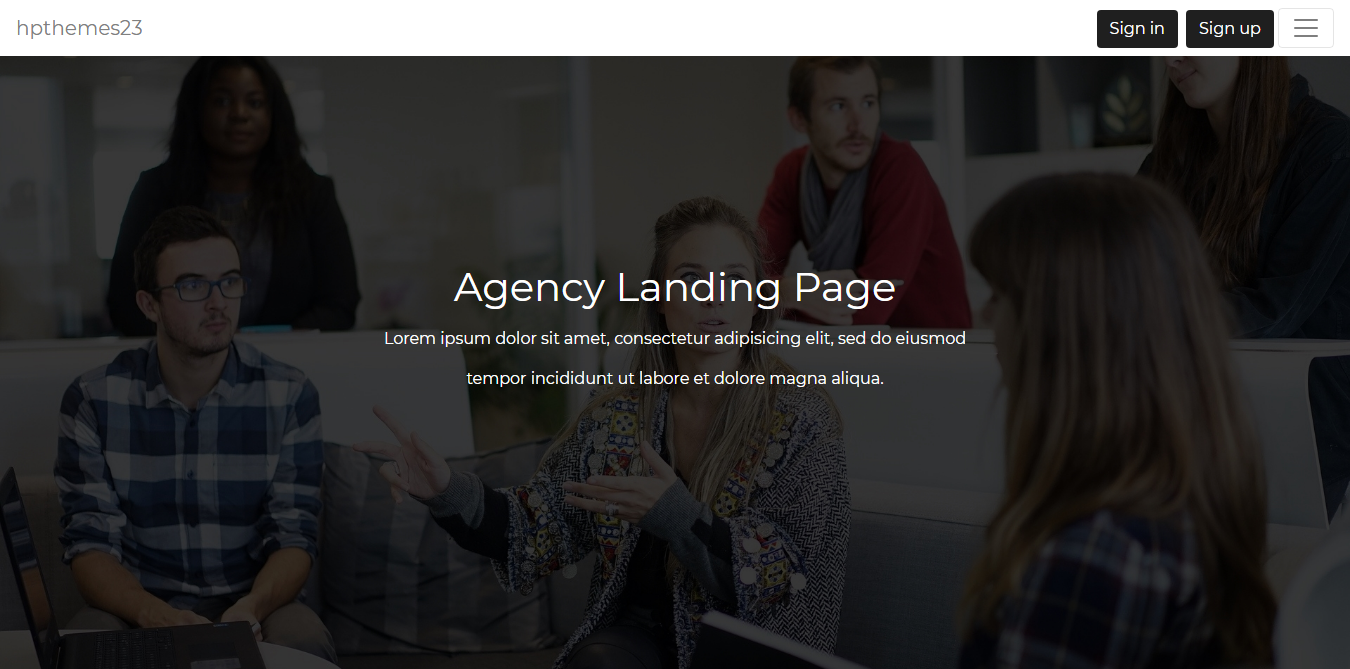 hpthemes23
Sign in
Sign up
Agency Landing Page
Lorem ipsum dolor sit amet, consectetur adipisicing elit, sed do eiusmod
tempor incididunt ut labore et dolore magna aliqua.